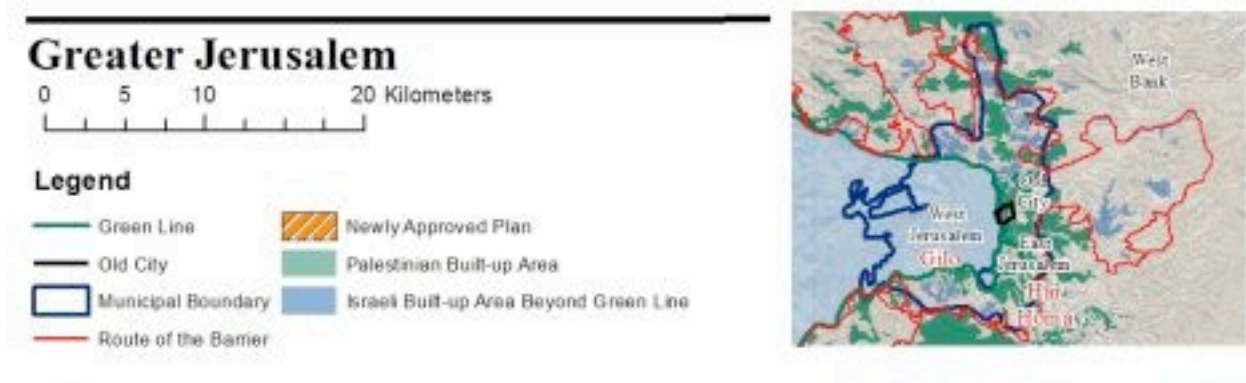 Greater Jerusalem
0 5 10 20 Kilometers
Legend
Green Line
Old City
Municipal Boundary
Route of the Barrier
Newly Approved Plan
Palestinian Built-up Area
Israeli Built-up Area Beyond Green Line
West
Bank
Old
City
West
Jerusalem
Gilo
East
Jerusalem
Har
Homa